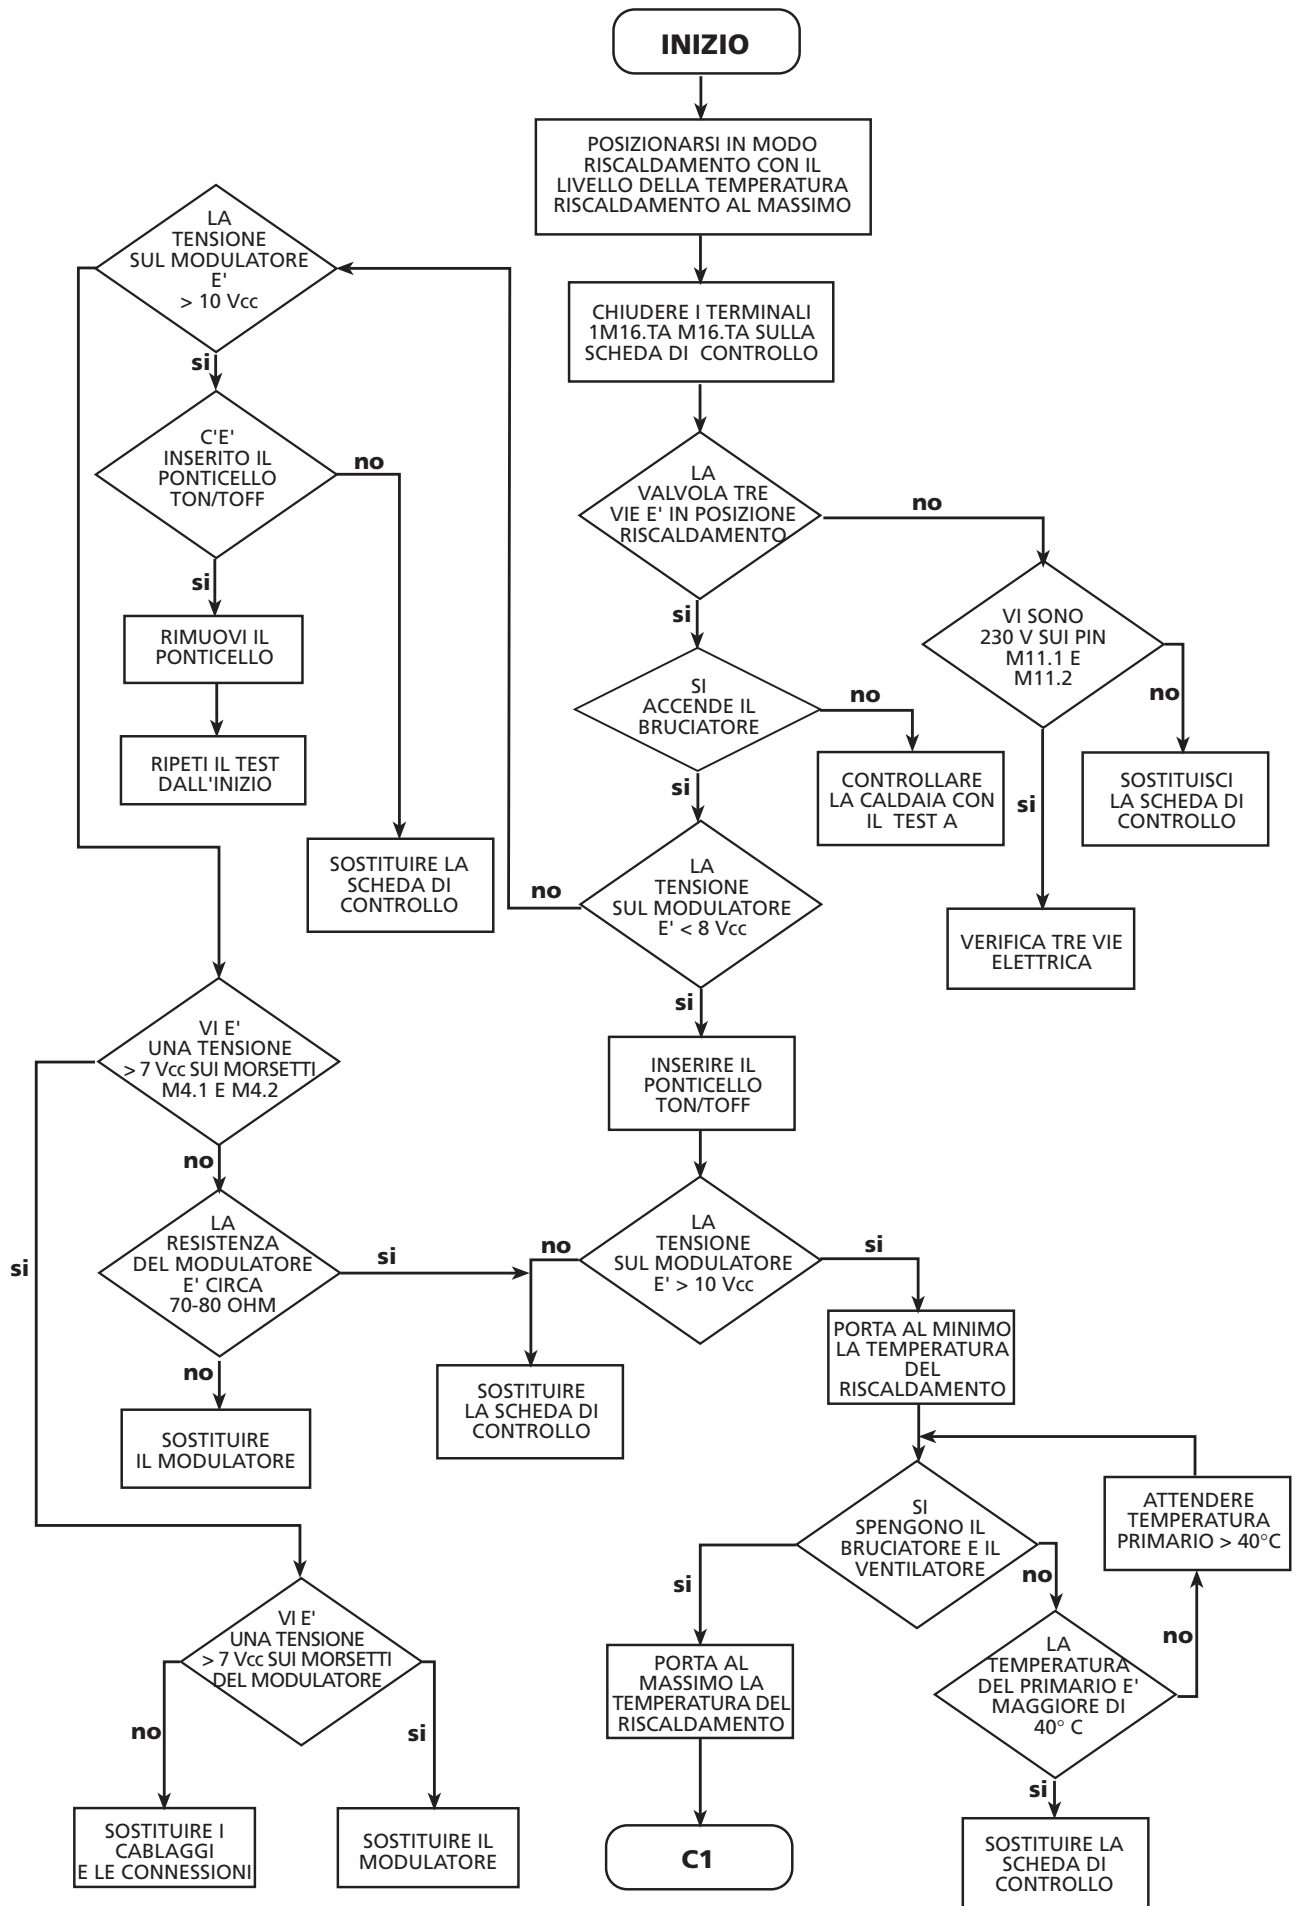 INIZIO
POSIZIONARSI IN MODO
RISCALDAMENTO CON IL
LIVELLO DELLA TEMPERATURA
RISCALDAMENTO AL MASSIMO
CHIUDERE I TERMINALI
1M16.TA M16.TA SULLA
SCHEDA DI CONTROLLO
LA
VALVOLA TRE
VIE E' IN POSIZIONE
RISCALDAMENTO
no
si
VI SONO
230 V SUI PIN
M11.1 E
M11.2
no
si
SOSTITUISCI
LA SCHEDA DI
CONTROLLO
VERIFICA TRE VIE
ELETTRICA
SI
ACCENDE IL
BRUCIATORE
no
si
CONTROLLARE
LA CALDAIA CON
IL TEST A
LA
TENSIONE
SUL MODULATORE
E' < 8 Vcc
no
si
LA
TENSIONE
SUL MODULATORE
E'
> 10 Vcc
si
C'E'
INSERITO IL
PONTICELLO
TON/TOFF
no
si
RIMUOVI IL
PONTICELLO
RIPETI IL TEST
DALL'INIZIO
SOSTITUIRE LA
SCHEDA DI
CONTROLLO
VI E'
UNA TENSIONE
> 7 Vcc SUI MORSETTI
M4.1 E M4.2
no
si
LA
RESISTENZA
DEL MODULATORE
E' CIRCA
70-80 OHM
si
no
SOSTITUIRE
IL MODULATORE
INSERIRE IL
PONTICELLO
TON/TOFF
LA
TENSIONE
SUL MODULATORE
E' > 10 Vcc
no
si
SOSTITUIRE
LA SCHEDA DI
CONTROLLO
PORTA AL MINIMO
LA TEMPERATURA
DEL
RISCALDAMENTO
SI
SPENGONO IL
BRUCIATORE E IL
VENTILATORE
si
no
ATTENDERE
TEMPERATURA
PRIMARIO > 40°C
LA
TEMPERATURA
DEL PRIMARIO E'
MAGGIORE DI
40° C
no
si
SOSTITUIRE LA
SCHEDA DI
CONTROLLO
PORTA AL
MASSIMO LA
TEMPERATURA DEL
RISCALDAMENTO
C1
VI E'
UNA TENSIONE
> 7 Vcc SUI MORSETTI
DEL MODULATORE
no
si
SOSTITUIRE I
CABLAGGI
E LE CONNESSIONI
SOSTITUIRE IL
MODULATORE